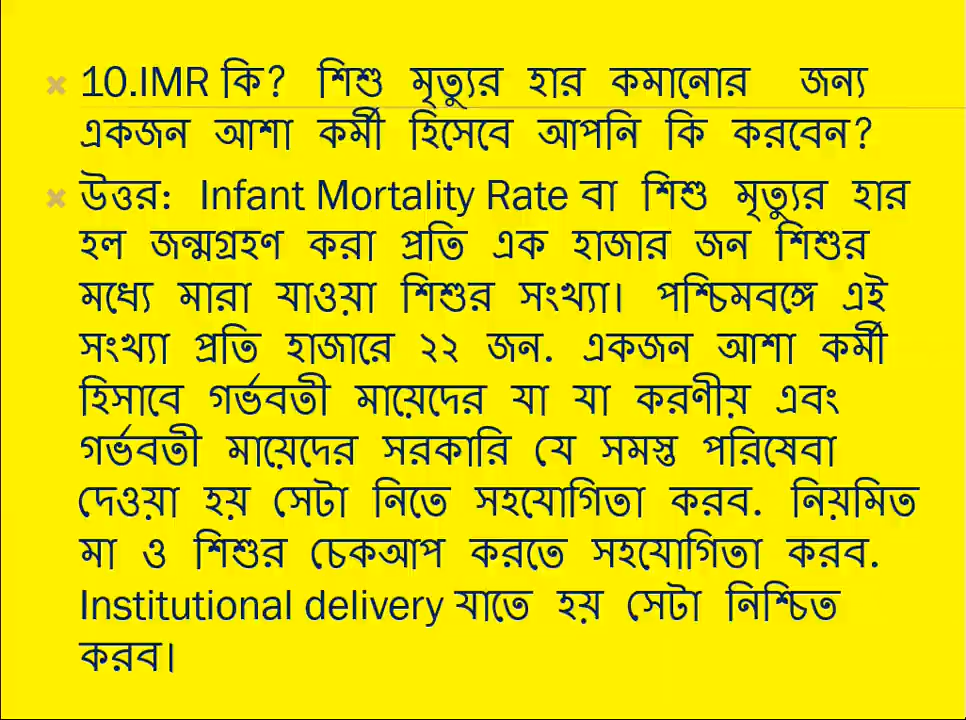 10.IMR কি? শিশু মৃত্যুর হার কমানোর জন্য
একজন আশা কর্মী হিসেবে আপনি কি করবেন?
উত্তর: Infant Mortality Rate বা শিশু মৃত্যুর হার
হল জন্মগ্রহণ করা প্রতি এক হাজার জন শিশুর
মধ্যে মারা যাওয়া শিশুর সংখ্যা। পশ্চিমবঙ্গে এই
সংখ্যা প্রতি হাজারে ২২ জন. একজন আশা কর্মী
হিসাবে গর্ভবতী মায়েদের যা যা করণীয় এবং
গর্ভবতী মায়েদের সরকারি যে সমস্ত পরিষেবা
দেওয়া হয় সেটা নিতে সহযোগিতা করব. নিয়মিত
মা ও শিশুর চেকআপ করতে সহযোগিতা করব.
Institutional delivery যাতে হয় সেটা নিশ্চিত
করব।